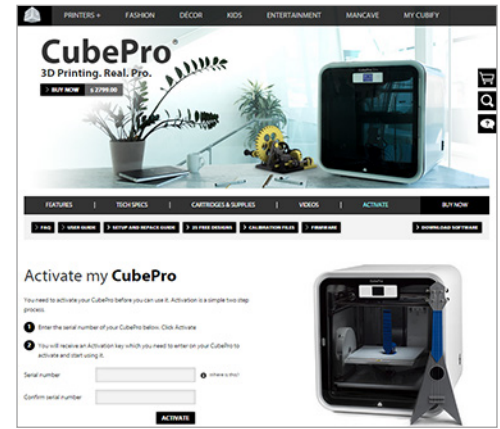 PRINTERS +
FASHION
DÉCOR
KIDS
ENTERTAINMENT
MANCAVE
MY CUBIFY
CubePro®
3D Printing. Real. Pro.
> BUY NOW $ 2799.00
FEATURES | TECH SPECS | CARTRIDGES & SUPPLIES | VIDEOS | ACTIVATE BUY NOW
> FAQ > USER GUIDE > SETUP AND REPACK GUIDE > 25 FREE DESIGNS > CALIBRATION FILES > FIRMWARE > DOWNLOAD SOFTWARE
Activate my CubePro
You need to activate your CubePro before you can use it. Activation is a simple two step
process.
1 Enter the serial number of your CubePro below. Click Activate
2 You will receive an Activation key which you need to enter on your CubePro to
activate and start using it.
Serial number (where is this?)
Confirm serial number
ACTIVATE